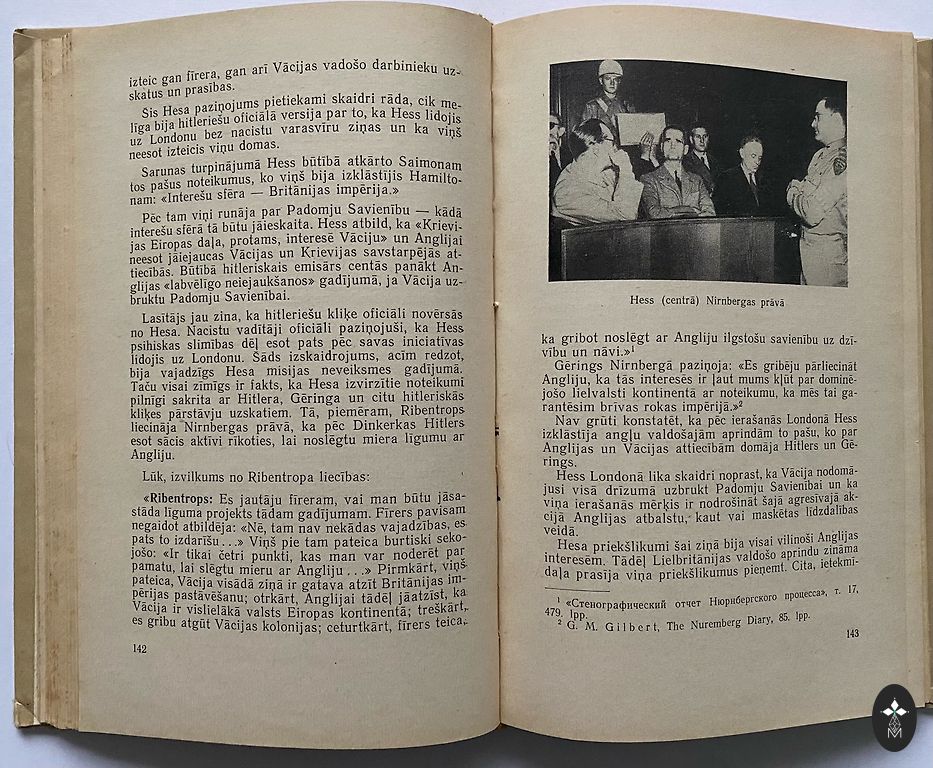 izteic gan fīrera, gan arī Vācijas vadošo darbinieku uz-
skatus un prasības.
Šis Hesa paziņojums pietiekami skaidri rāda, cik me-
līga bija hitleriešu oficiālā versija par to, ka Hess lidojis
uz Londonu bez nacistu varasvīru ziņas un ka viņš
neesot izteicis viņu domas.
Sarunas turpinājumā Hess būtībā atkārto Saimonam
tos pašus noteikumus, ko viņš bija izklāstījis Hamilto-
nam: «Interešu sfēra — Britānijas impērija.»
Pēc tam viņi runāja par Padomju Savienību — kādā
interešu sfērā tā būtu jāieskaita. Hess atbild, ka «Krievi-
jas Eiropas daļa, protams, interesē Vāciju» un Anglijai
neesot jāiejaucas Vācijas un Krievijas savstarpējās at-
tiecībās. Būtībā hitleriskais emisārs centās panākt An-
glijas «labvēlīgo neiejaukšanos» gadījumā, ja Vācija uz-
bruktu Padomju Savienībai.
Lasītājs jau zina, ka hitleriešu kliķe oficiāli novērsās
no Hesa. Nacistu vadītāji oficiāli paziņojuši, ka Hess
psihiskas slimības dēļ esot pats pēc savas iniciatīvas
lidojis uz Londonu. Šāds izskaidrojums, acīm redzot,
bija vajadzīgs Hesa misijas neveiksmes gadījumā.
Taču visai zīmīgs ir fakts, ka Hesa izvirzītie noteikumi
pilnīgi sakrita ar Hitlera, Gēringa un citu hitleriskās
kliķes pārstāvju uzskatiem. Tā, piemēram, Ribentrops
liecināja Nirnbergas prāvā, ka pēc Dinkerkas Hitlers
esot sācis aktīvi rīkoties, lai noslēgtu miera līgumu ar
Angliju.
Lūk, izvilkums no Ribentropa liecības:
«Ribentrops: Es jautāju fīreram, vai man būtu jāsa-
stāda līguma projekts tādam gadījumam. Fīrers pavisam
negaidot atbildēja: «Nē, tam nav nekādas vajadzības, es
pats to izdarīšu...» Viņš pie tam pateica burtiski seko-
jošo: «Ir tikai četri punkti, kas man var noderēt par
pamatu, lai slēgtu mieru ar Angliju...» Pirmkārt, viņš
pateica, Vācija visādā ziņā ir gatava atzīt Britānijas im-
pērijas pastāvēšanu; otrkārt, Anglijai tādēļ jāatzīst, ka
Vācija ir vislielākā valsts Eiropas kontinentā; treškārt,
es gribu atgūt Vācijas kolonijas; ceturtkārt, fīrers teica,
142
Hess (centrā) Nirnbergas prāvā
ka gribot noslēgt ar Angliju ilgstošu savienību uz dzī-
vību un nāvi.»¹
Gērings Nirnbergā paziņoja: «Es gribēju pārliecināt
Angliju, ka tās interesēs ir ļaut mums kļūt par dominē-
jošo lielvalsti kontinentā ar noteikumu, ka mēs tai ga-
rantēsim brīvas rokas impērijā.»²
Nav grūti konstatēt, ka pēc ierašanās Londonā Hess
izklāstīja angļu valdošajām aprindām to pašu, ko par
Anglijas un Vācijas attiecībām domāja Hitlers un Gē-
rings.
Hess Londonā lika skaidri noprast, ka Vācija nodomā-
jusi visā drīzumā uzbrukt Padomju Savienībai un ka
viņa ierašanās mērķis ir nodrošināt šajā agresīvajā ak-
cijā Anglijas atbalstu, kaut vai maskētas līdzdalības
veidā.
Hesa priekšlikumi šai ziņā bija visai vilinoši Anglijas
interesēm. Tādēļ Lielbritānijas valdošo aprindu zināma
daļa prasīja viņa priekšlikumus pieņemt. Cita, ietekmī-
¹ «Стенографический отчет Нюрнбергского процесса», т. 17,
479. lpp.
² G. M. Gilbert, The Nuremberg Diary, 85. lpp.
143
M